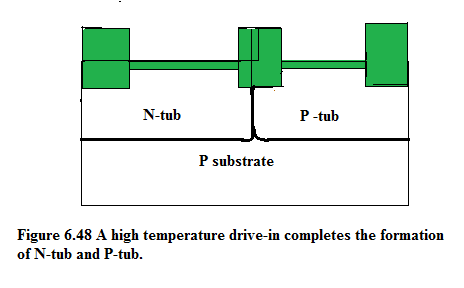 N-tub
P -tub
P substrate
Figure 6.48 A high temperature drive-in completes the formation
of N-tub and P-tub.